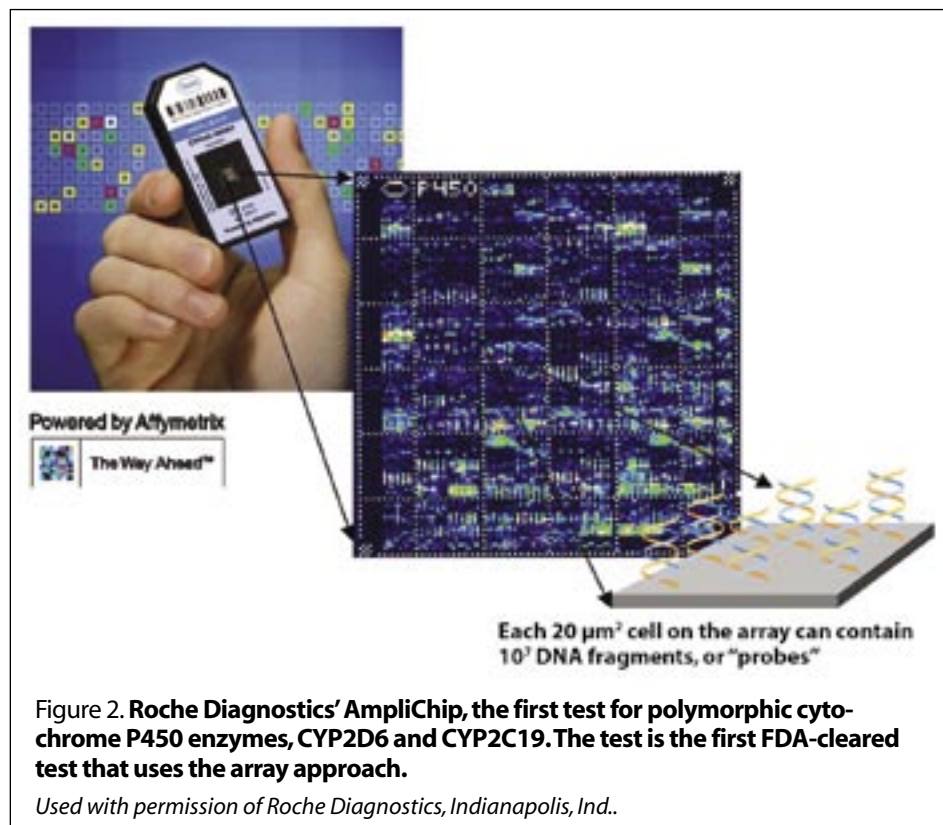 P450
Powered by Affymetrix
The Way Ahead™
Each 20 µm² cell on the array can contain
10⁷ DNA fragments, or “probes”
Figure 2. Roche Diagnostics’ AmpliChip, the first test for polymorphic cyto-
chrome P450 enzymes, CYP2D6 and CYP2C19. The test is the first FDA-cleared
test that uses the array approach.
Used with permission of Roche Diagnostics, Indianapolis, Ind..